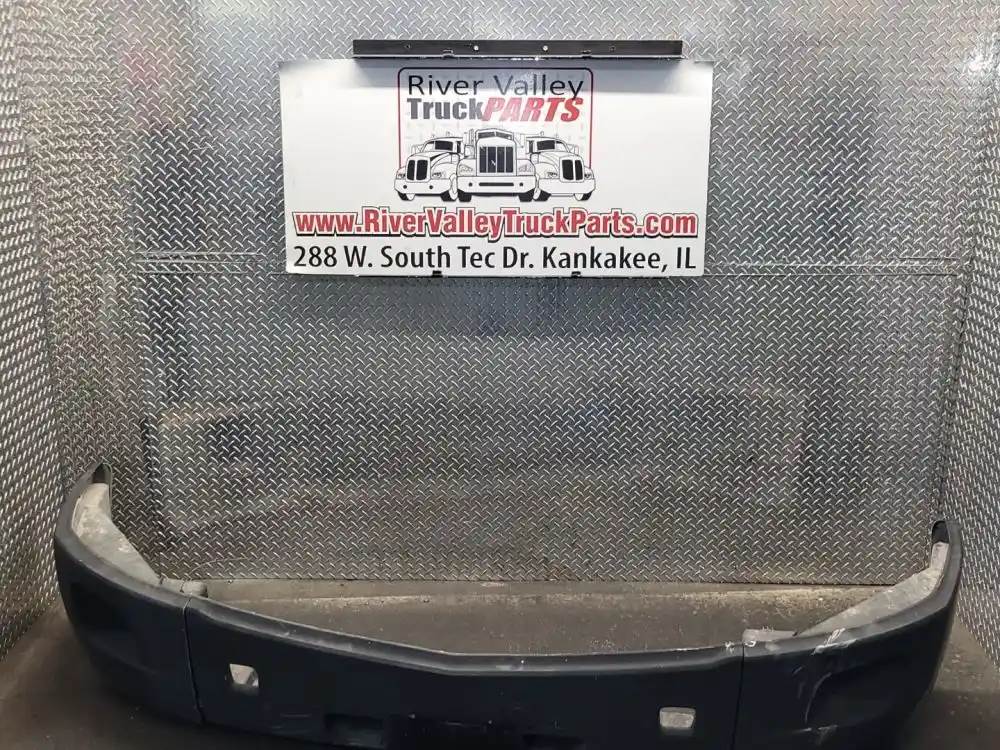 River Valley
TruckPARTS
www.RiverValleyTruckParts.com
288 W. South Tec Dr. Kankakee, IL